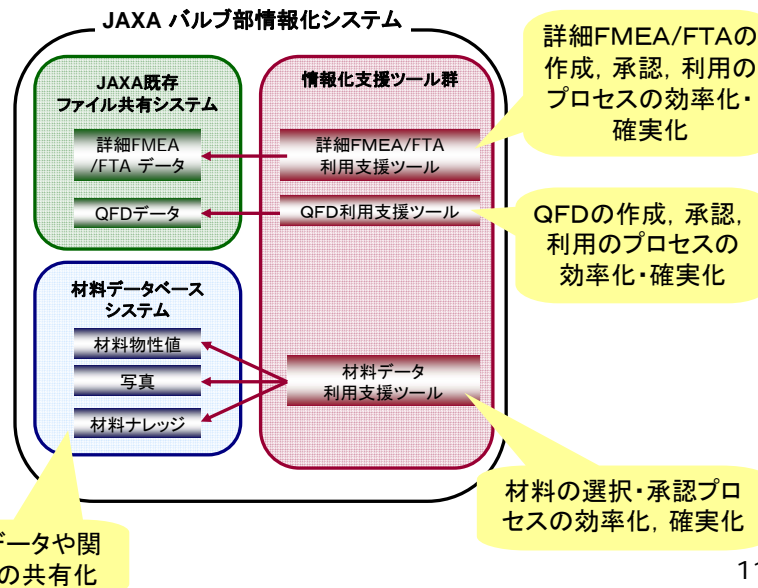 JAXA バルブ部情報化システム
JAXA既存
ファイル共有システム
詳細FMEA
/FTA データ
QFDデータ
情報化支援ツール群
詳細FMEA/FTA
利用支援ツール
QFD利用支援ツール
詳細FMEA/FTAの
作成，承認，利用の
プロセスの効率化・
確実化
QFDの作成，承認，
利用のプロセスの
効率化・確実化
材料データベース
システム
材料物性値
写真
材料ナレッジ
材料データ
利用支援ツール
材料の選択・承認プロ
セスの効率化，確実化
データや関
の共有化
11